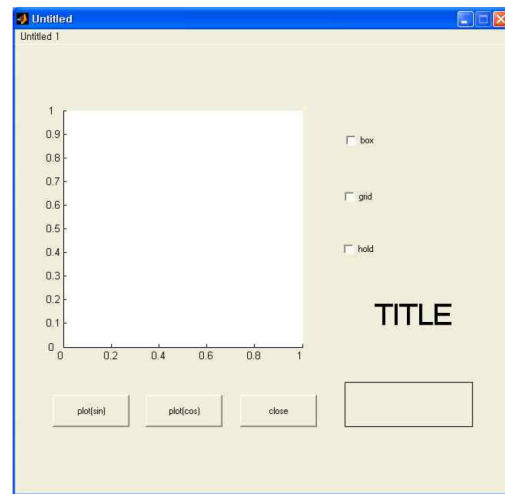 Untitled
Untitled 1
1
0.9
0.8
0.7
0.6
0.5
0.4
0.3
0.2
0.1
0
0 0.2 0.4 0.6 0.8 1
box
grid
hold
TITLE
plot(sin) plot(cos) close